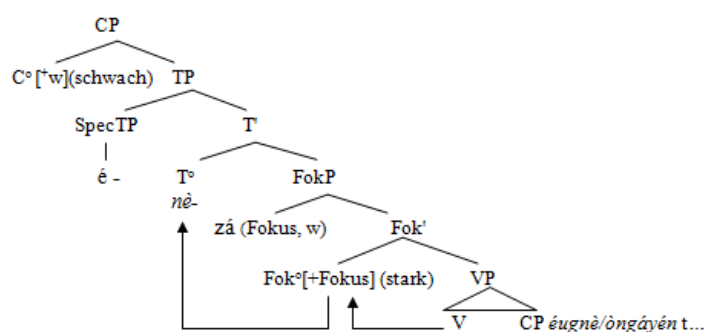 CP
C° [⁺w](schwach) TP
SpecTP T'
é - T° FokP
nè-
zá (Fokus, w) Fok'
Fok°[+Fokus] (stark) VP
V CP éugnè/òngáyén t...